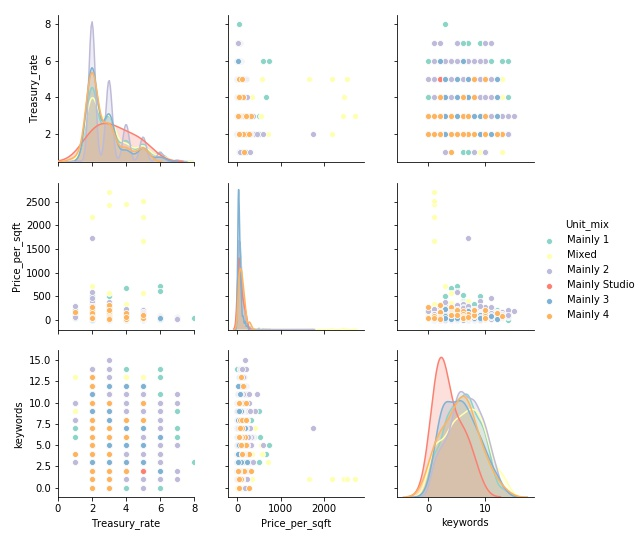 8
6
4
2
Treasury_rate
2500
2000
1500
1000
500
0
Price_per_sqft
Unit_mix
Mainly 1
Mixed
Mainly 2
Mainly Studio
Mainly 3
Mainly 4
15.0
12.5
10.0
7.5
5.0
2.5
0.0
keywords
0 2 4 6 8
Treasury_rate
0 1000 2000
Price_per_sqft
0 10
keywords